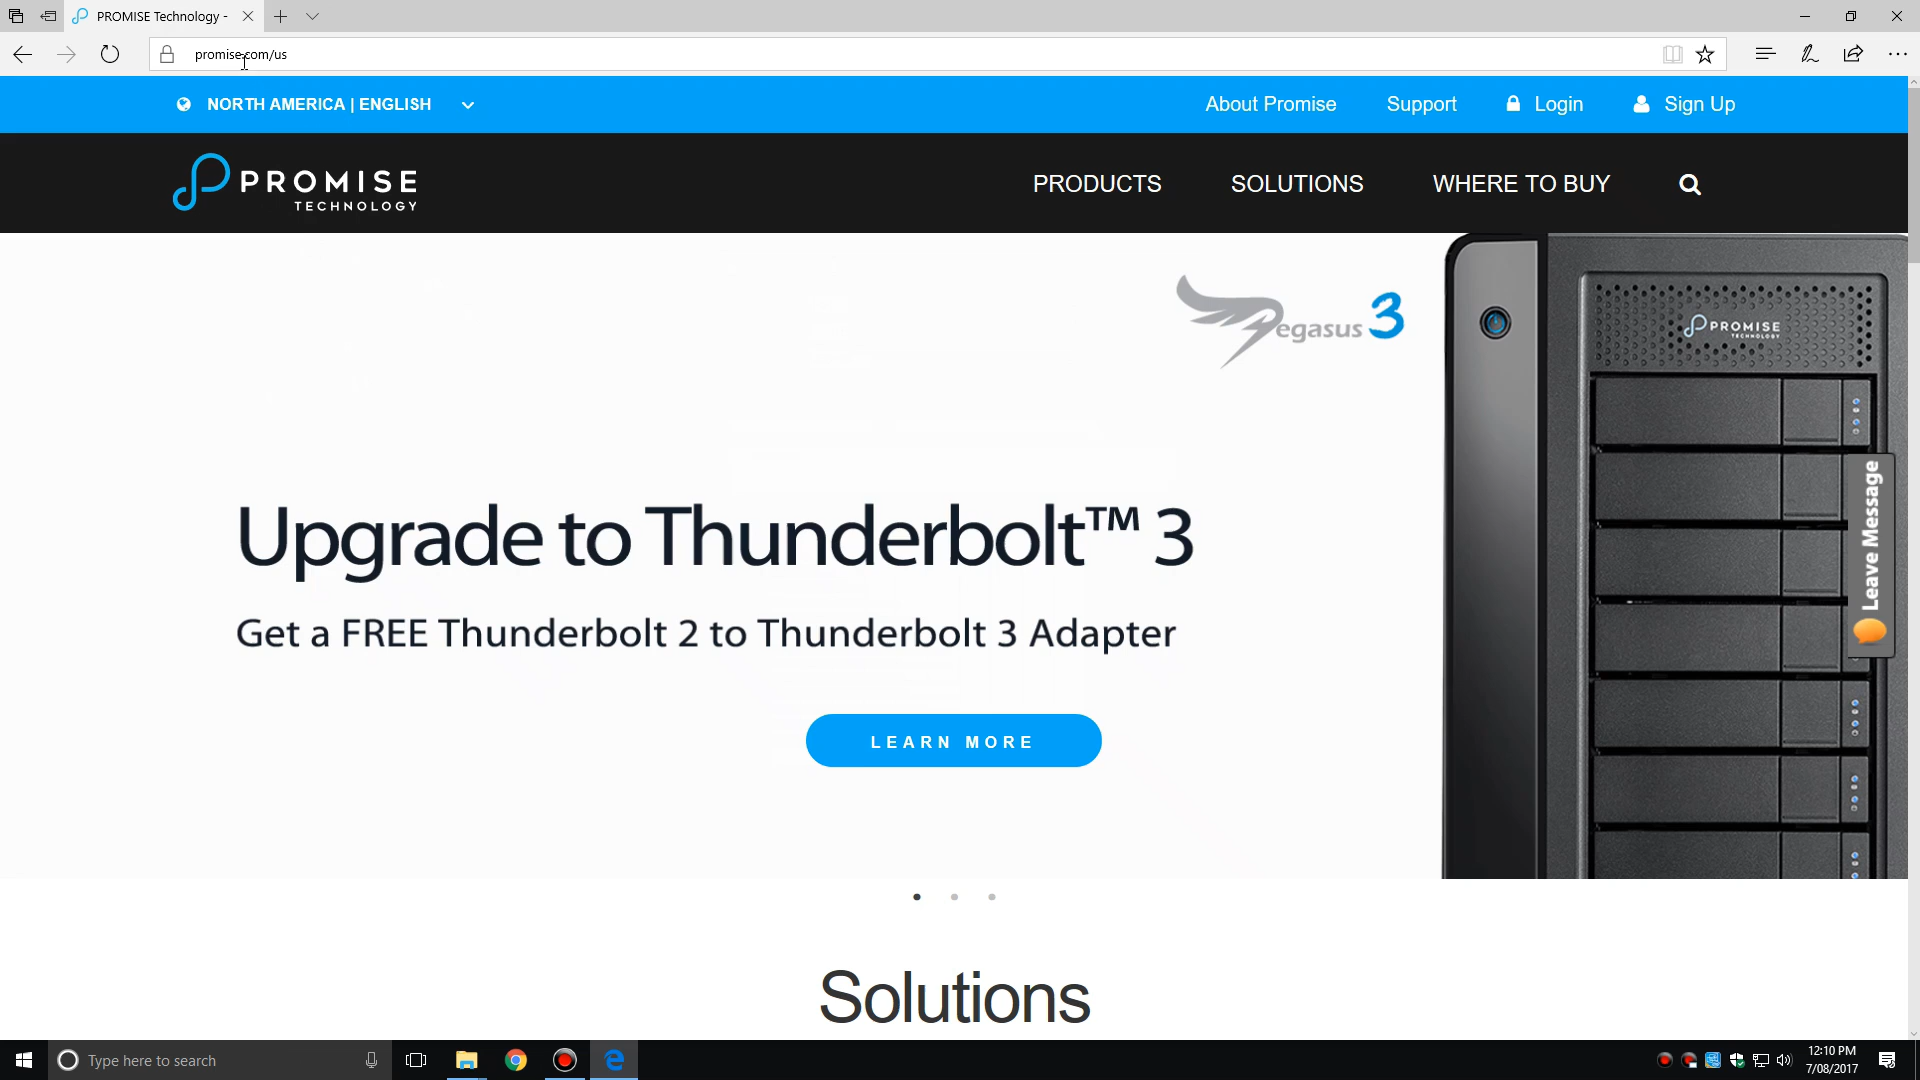 PROMISE Technology -
promise.com/us
NORTH AMERICA | ENGLISH
About Promise
Support
Login
Sign Up
PROMISE
TECHNOLOGY
PRODUCTS
SOLUTIONS
WHERE TO BUY
Pegasus 3
PROMISE
TECHNOLOGY
Upgrade to Thunderbolt™ 3
Get a FREE Thunderbolt 2 to Thunderbolt 3 Adapter
LEARN MORE
Leave Message
Solutions
Type here to search
12:10 PM
7/08/2017